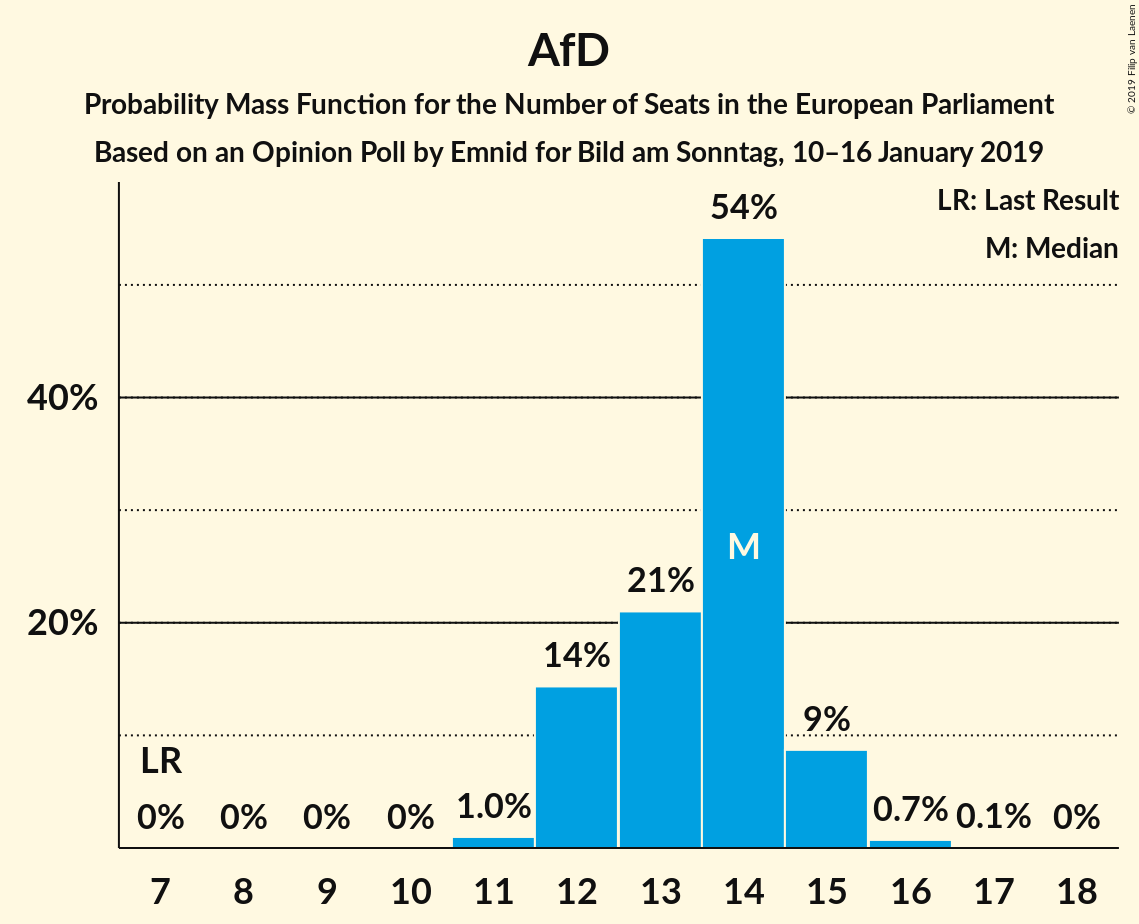 AfD
Probability Mass Function for the Number of Seats in the European Parliament
Based on an Opinion Poll by Emnid for Bild am Sonntag, 10–16 January 2019
© 2019 Filip van Laenen
LR: Last Result
M: Median
54%
40%
M
21%
20%
14%
9%
LR
0% 0% 0% 0% 1.0% 0.7% 0.1% 0%
7 8 9 10 11 12 13 14 15 16 17 18